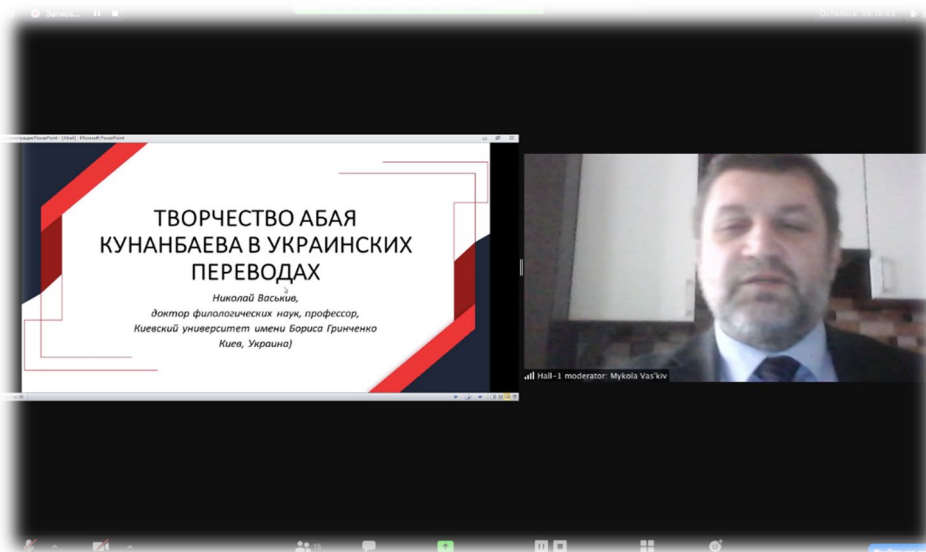 Запись...
ТВОРЧЕСТВО АБАЯ
КУНАНБАЕВА В УКРАИНСКИХ
ПЕРЕВОДАХ
Николай Васькив,
доктор филологических наук, профессор,
Киевский университет имени Бориса Гринченко
Киев, Украина)
Hall-1 moderator: Mykola Vas'kiv